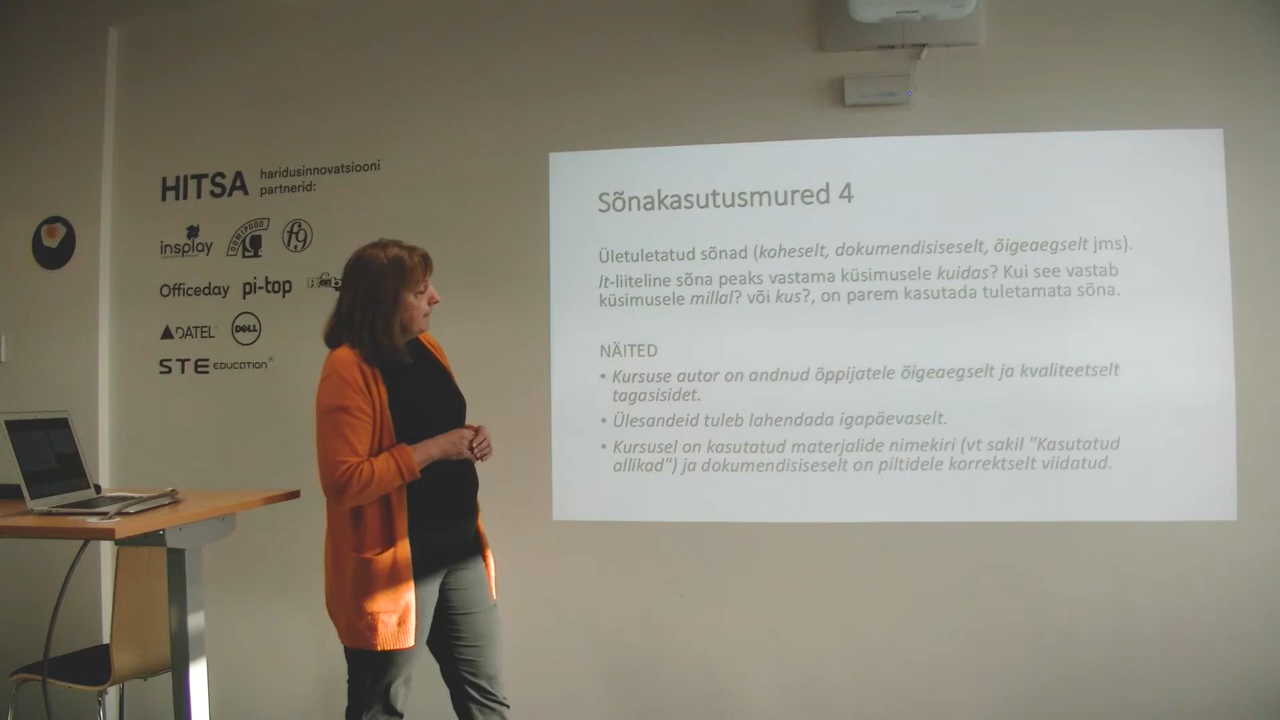 HITSA
haridusinnovatsiooni
partnerid:
insplay
OOMIPOOD
f9
Officeday
pi-top
DATEL
DELL
STE EDUCATION
Sõnakasutusmured 4
Ületuletatud sõnad (koheselt, dokumendisiseselt, õigeaegselt jms).
lt-liiteline sõna peaks vastama küsimusele kuidas? Kui see vastab
küsimusele millal? või kus?, on parem kasutada tuletamata sõna.
NÄITED
• Kursuse autor on andnud õppijatele õigeaegselt ja kvaliteetselt
tagasisidet.
• Ülesandeid tuleb lahendada igapäevaselt.
• Kursusel on kasutatud materjalide nimekiri (vt sakil "Kasutatud
allikad") ja dokumendisiseselt on piltidele korrektselt viidatud.